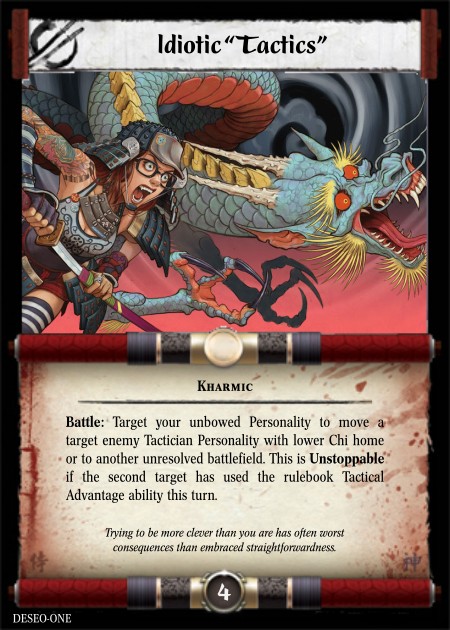 Idiotic “Tactics”
Kharmic
Battle: Target your unbowed Personality to move a
target enemy Tactician Personality with lower Chi home
or to another unresolved battlefield. This is Unstoppable
if the second target has used the rulebook Tactical
Advantage ability this turn.
Trying to be more clever than you are has often worst
consequences than embraced straightforwardness.
4
DESEO-ONE